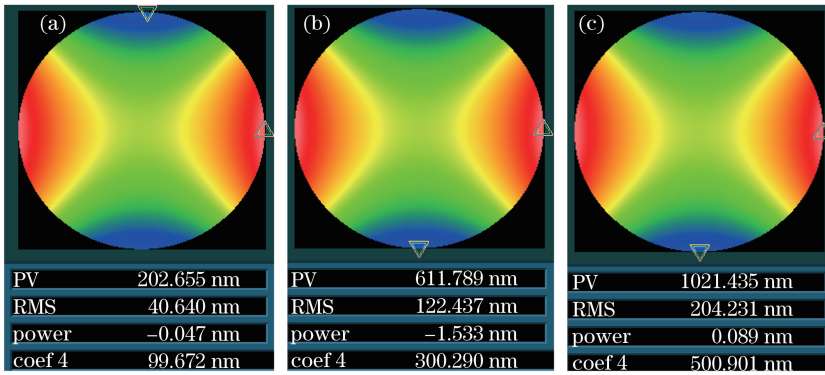 (a)
PV 202.655 nm
RMS 40.640 nm
power −0.047 nm
coef 4 99.672 nm
(b)
PV 611.789 nm
RMS 122.437 nm
power −1.533 nm
coef 4 300.290 nm
(c)
PV 1021.435 nm
RMS 204.231 nm
power 0.089 nm
coef 4 500.901 nm